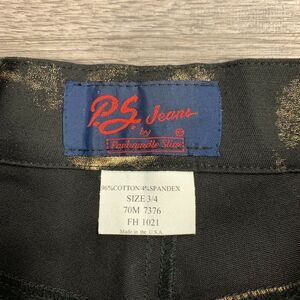 P.S. Jeans
by
Panhandle Slim
96%COTTON/4%SPANDEX
SIZE 3/4
70M 7376
FH 1021
Made in the U.S.A.